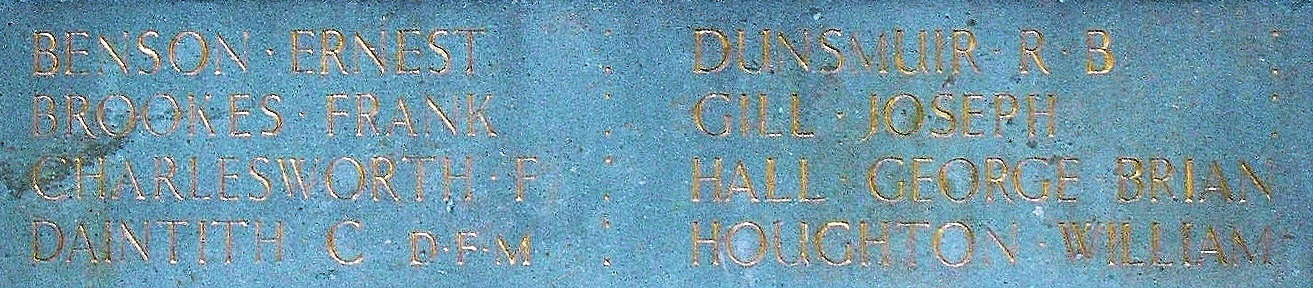 BENSON · ERNEST
BROOKES · FRANK
CHARLESWORTH · F
DAINTITH C D·F·M
DUNSMUIR · R · B
GILL · JOSEPH
HALL · GEORGE BRIAN
HOUGHTON · WILLIAM